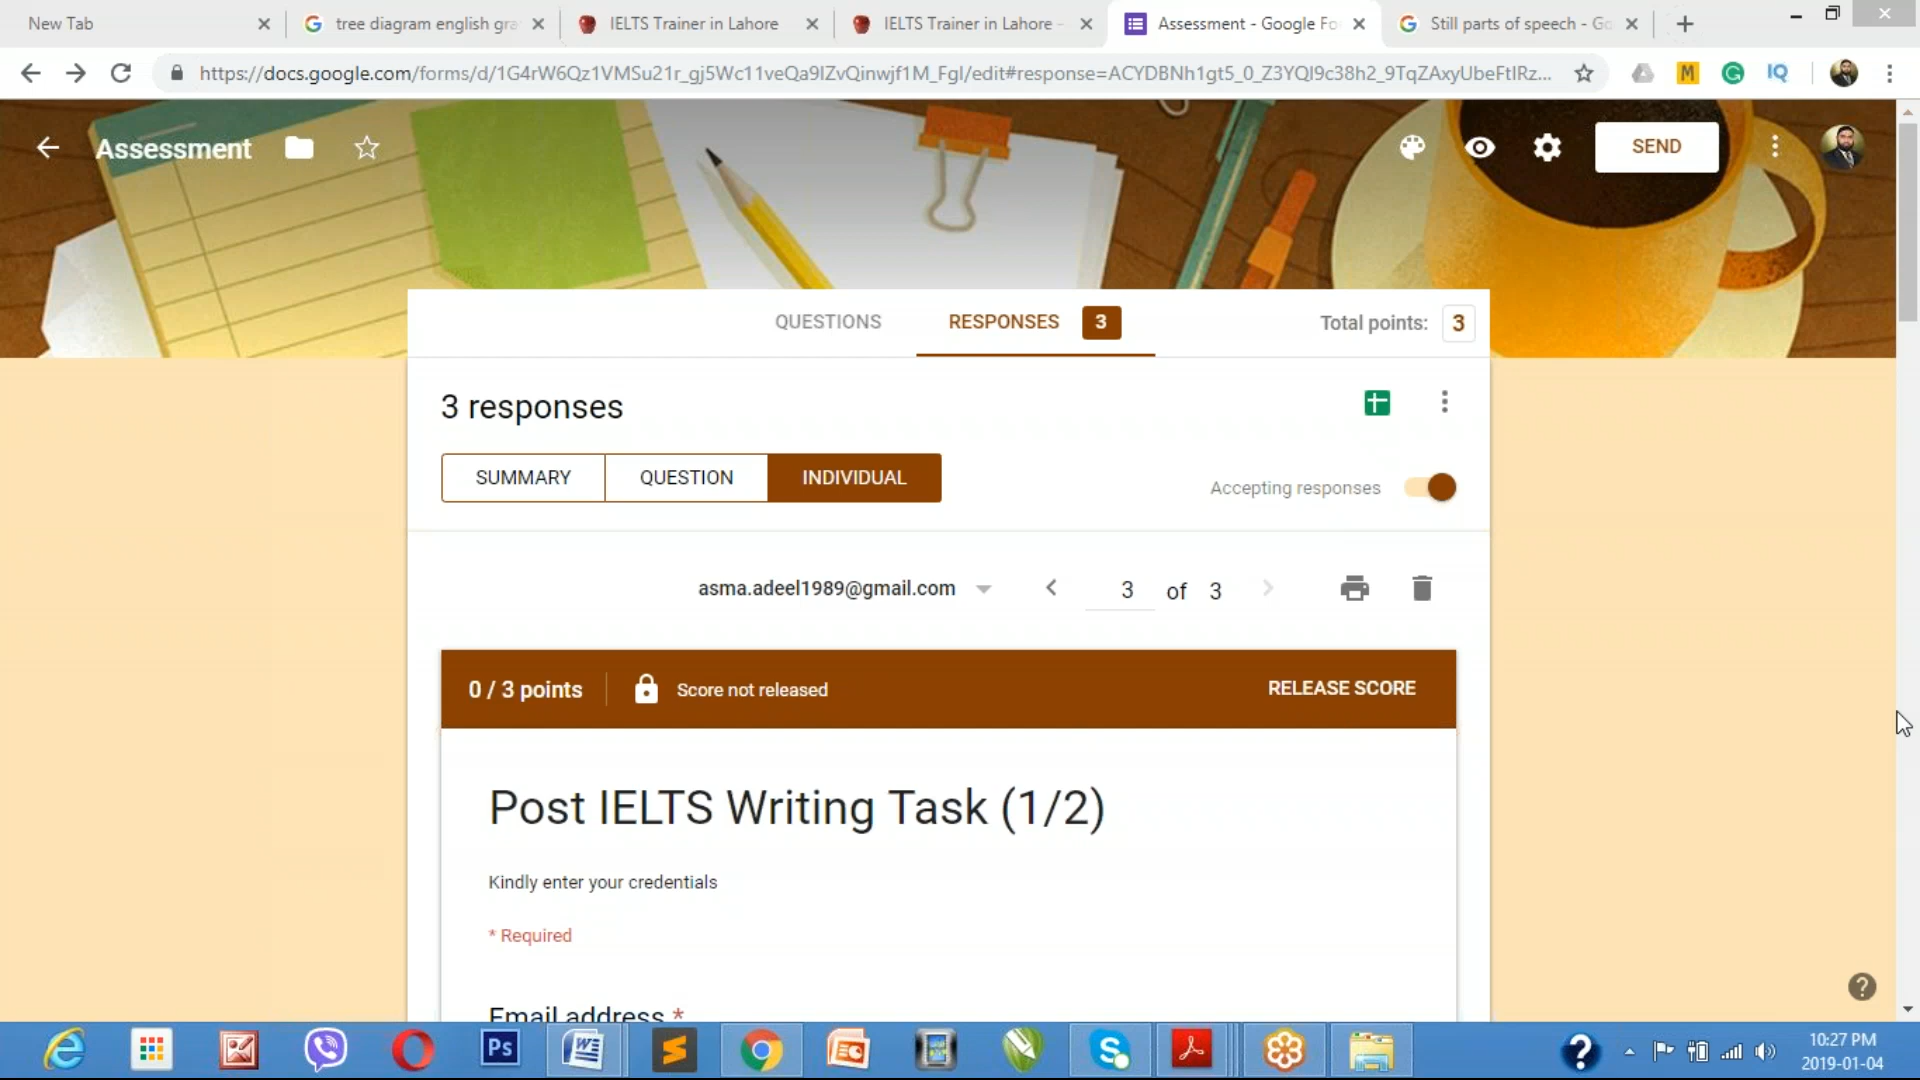 New Tab
tree diagram english gra
IELTS Trainer in Lahore
IELTS Trainer in Lahore -
Assessment - Google Fo
Still parts of speech - Go
https://docs.google.com/forms/d/1G4rW6Qz1VMSu21r_gj5Wc11veQa9IZvQinwjf1M_FgI/edit#response=ACYDBNh1gt5_0_Z3YQl9c38h2_9TqZAxyUbeFtIRz...
Assessment
SEND
QUESTIONS
RESPONSES 3
Total points: 3
3 responses
SUMMARY
QUESTION
INDIVIDUAL
Accepting responses
asma.adeel1989@gmail.com
3 of 3
0 / 3 points
Score not released
RELEASE SCORE
Post IELTS Writing Task (1/2)
Kindly enter your credentials
* Required
Email address *
10:27 PM
2019-01-04